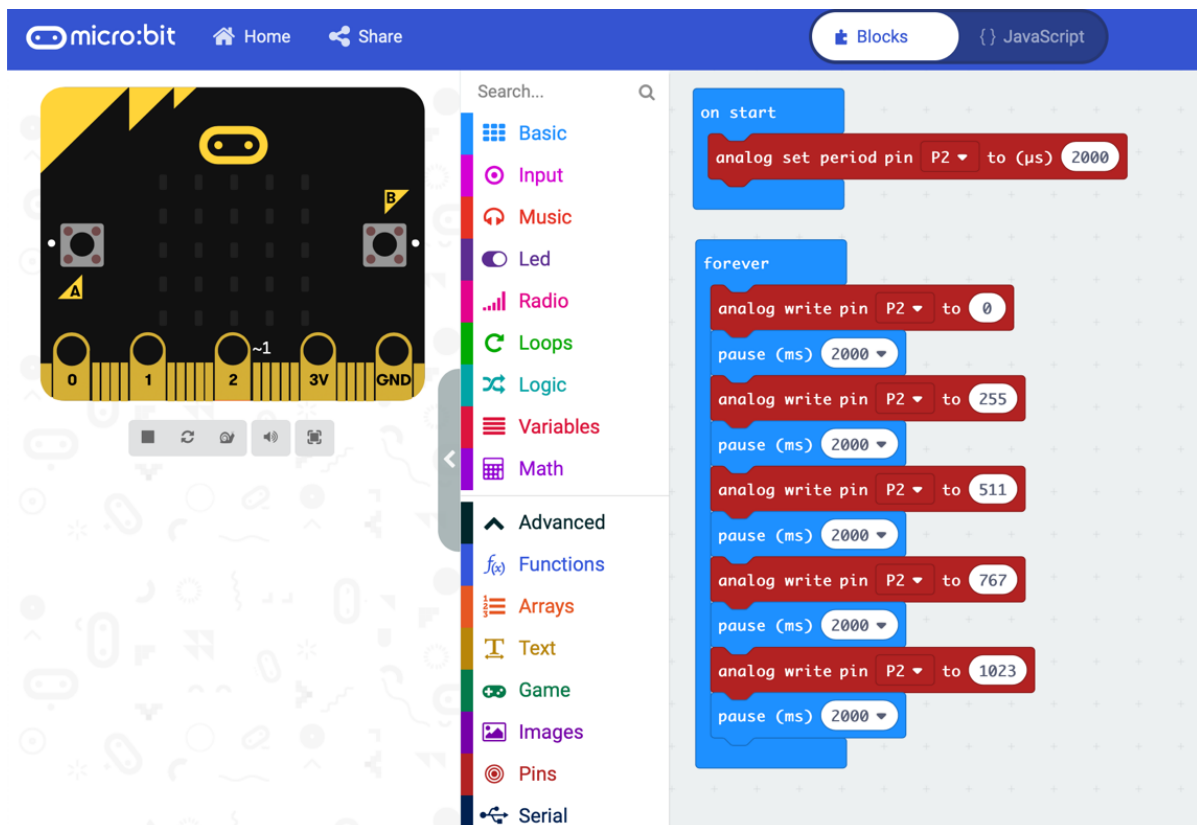 micro:bit Home Share Blocks { } JavaScript
B
A
~1
0 1 2 3V GND
Search...
Basic
Input
Music
Led
Radio
Loops
Logic
Variables
Math
Advanced
f(x) Functions
Arrays
Text
Game
Images
Pins
Serial
on start
analog set period pin P2 to (µs) 2000
forever
analog write pin P2 to 0
pause (ms) 2000
analog write pin P2 to 255
pause (ms) 2000
analog write pin P2 to 511
pause (ms) 2000
analog write pin P2 to 767
pause (ms) 2000
analog write pin P2 to 1023
pause (ms) 2000